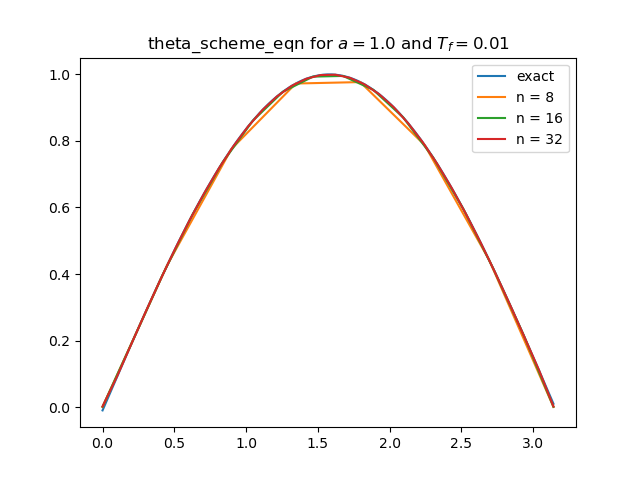 theta_scheme_eqn for $a = 1.0$ and $T_f = 0.01$
exact
n = 8
n = 16
n = 32
1.0
0.8
0.6
0.4
0.2
0.0
0.0 0.5 1.0 1.5 2.0 2.5 3.0